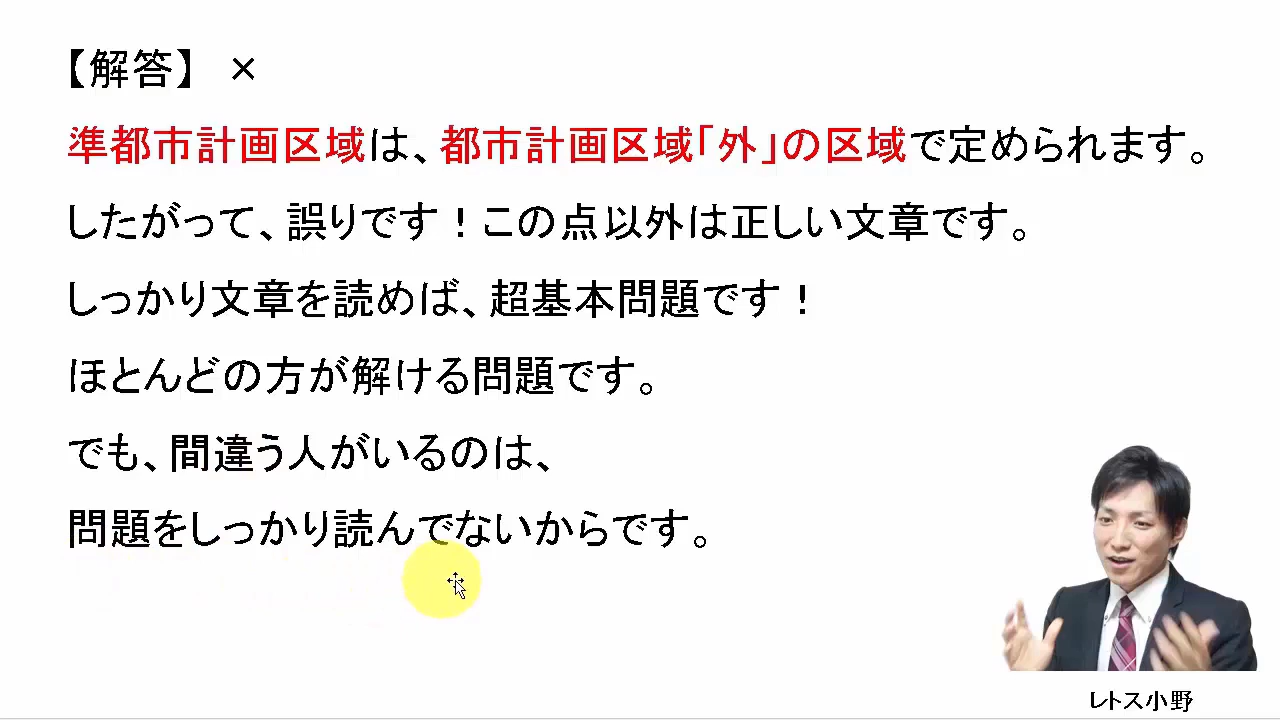 【解答】 ×
準都市計画区域は、都市計画区域「外」の区域で定められます。
したがって、誤りです！この点以外は正しい文章です。
しっかり文章を読めば、超基本問題です！
ほとんどの方が解ける問題です。
でも、間違う人がいるのは、
問題をしっかり読んでないからです。
レトス小野